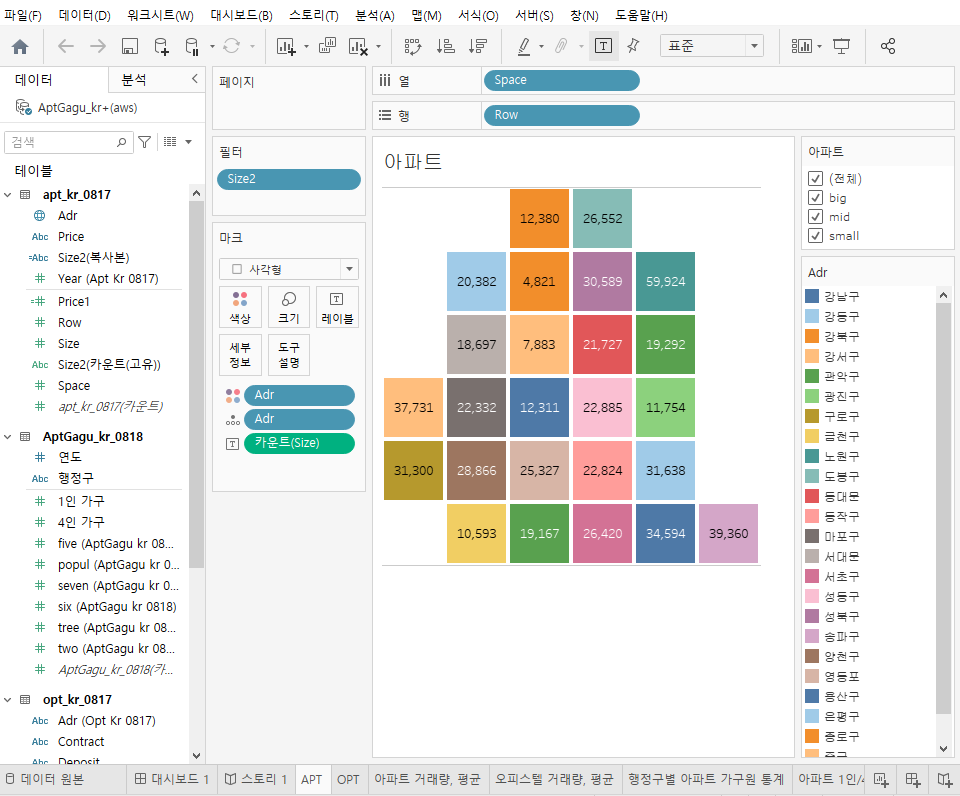 파일(F) 데이터(D) 워크시트(W) 대시보드(B) 스토리(T) 분석(A) 맵(M) 서식(O) 서버(S) 창(N) 도움말(H)
T 표준
데이터 분석
AptGagu_kr+(aws)
검색
테이블
apt_kr_0817
Adr
Abc Price
=Abc Size2(복사본)
Year (Apt Kr 0817)
Price1
Row
Size
Abc Size2(카운트(고유))
Space
apt_kr_0817(카운트)
AptGagu_kr_0818
연도
Abc 행정구
1인 가구
4인 가구
five (AptGagu kr 08...
popul (AptGagu kr 0...
seven (AptGagu kr...
six (AptGagu kr 0818)
tree (AptGagu kr 08...
two (AptGagu kr 08...
AptGagu_kr_0818(카...
opt_kr_0817
Abc Adr (Opt Kr 0817)
Abc Contract
Abc Deposit
페이지
필터
Size2
마크
사각형
색상 크기 레이블
세부 정보
도구 설명
Adr
Adr
카운트(Size)
열 Space
행 Row
아파트
12,380 26,552
20,382 4,821 30,589 59,924
18,697 7,883 21,727 19,292
37,731 22,332 12,311 22,885 11,754
31,300 28,866 25,327 22,824 31,638
10,593 19,167 26,420 34,594 39,360
아파트
(전체)
big
mid
small
Adr
강남구
강동구
강북구
강서구
관악구
광진구
구로구
금천구
노원구
도봉구
동대문
동작구
마포구
서대문
서초구
성동구
성북구
송파구
양천구
영등포
용산구
은평구
종로구
중구
데이터 원본 대시보드 1 스토리 1 APT OPT 아파트 거래량, 평균 오피스텔 거래량, 평균 행정구별 아파트 가구원 통계 아파트 1인/4